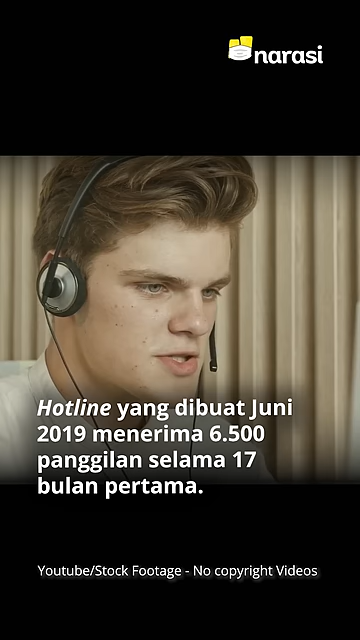 narasi
Hotline yang dibuat Juni
2019 menerima 6.500
panggilan selama 17
bulan pertama.
Youtube/Stock Footage - No copyright Videos